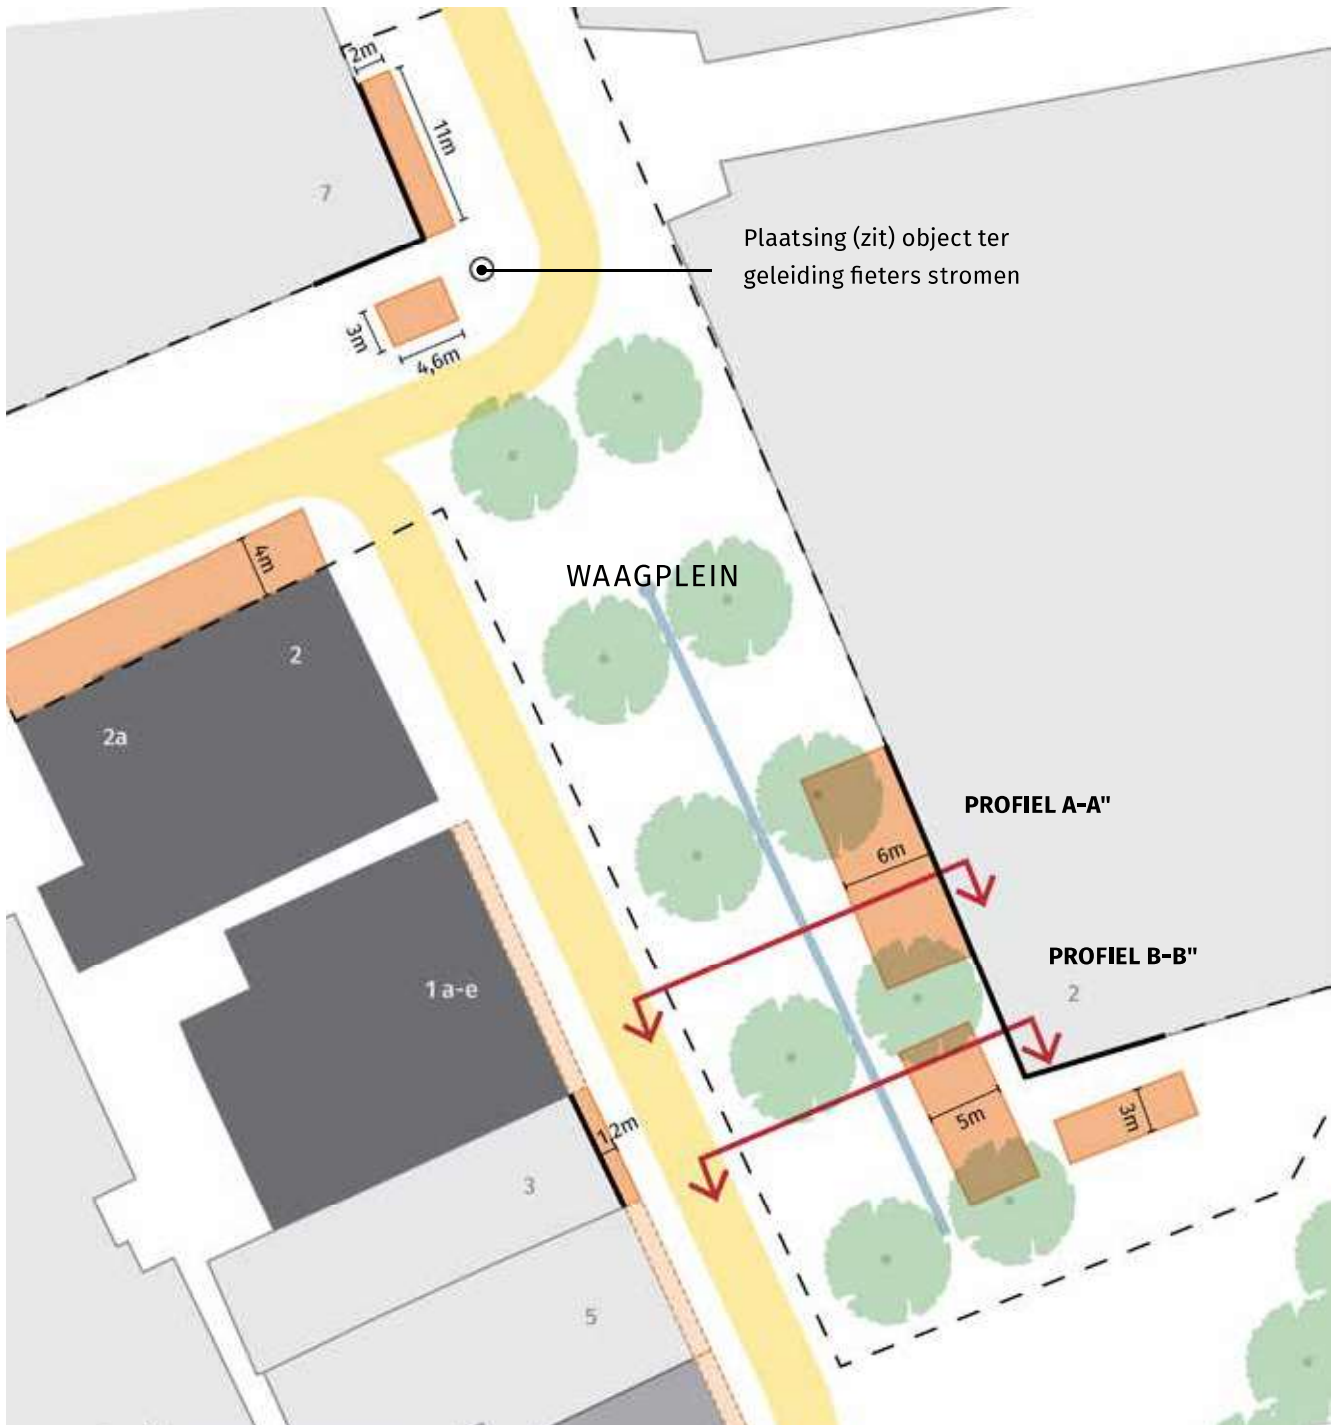 2m
11m
7
Plaatsing (zit) object ter
geleiding fieters stromen
3m
4,6m
4m
WAAGPLEIN
2
2a
PROFIEL A-A"
6m
PROFIEL B-B"
1 a-e
2
5m
3m
1,2m
3
5